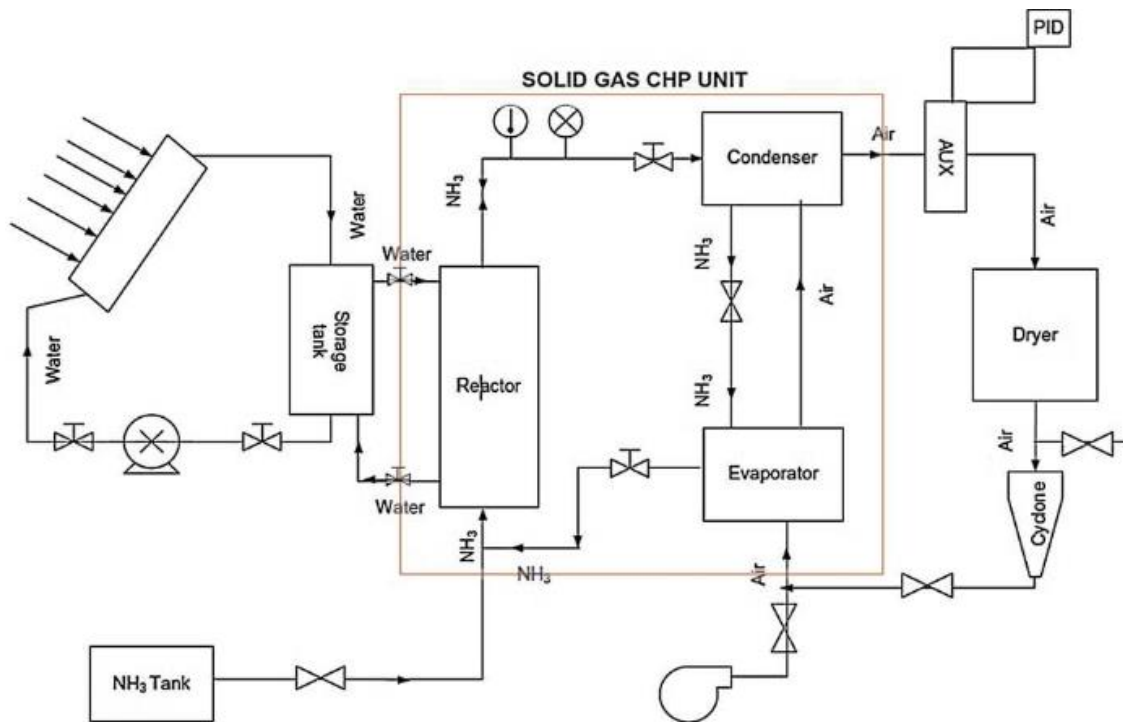 PID
SOLID GAS CHP UNIT
Air
Condenser
AUX
NH₃
Water
Water
NH₃
Air
Air
Storage
tank
Reactor
Dryer
Water
NH₃
Air
Evaporator
Water
Cyclone
NH₃
NH₃
Air
NH₃ Tank